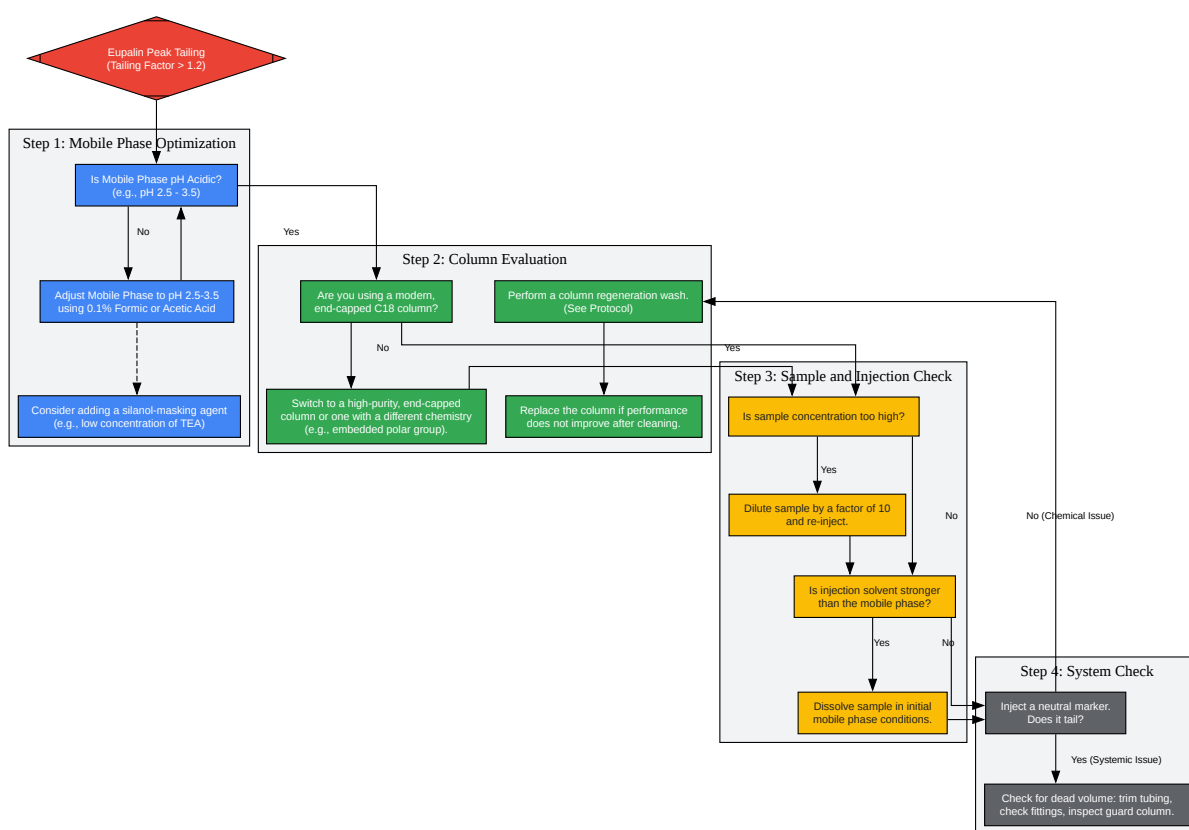 Eupalin Peak Tailing
(Tailing Factor > 1.2)
Step 1: Mobile Phase Optimization
Is Mobile Phase pH Acidic?
(e.g., pH 2.5 - 3.5)
No
Yes
Adjust Mobile Phase to pH 2.5-3.5
using 0.1% Formic or Acetic Acid
Consider adding a silanol-masking agent
(e.g., low concentration of TEA)
Step 2: Column Evaluation
Are you using a modern,
end-capped C18 column?
Perform a column regeneration wash.
(See Protocol)
No
Yes
Switch to a high-purity, end-capped
column or one with a different chemistry
(e.g., embedded polar group).
Replace the column if performance
does not improve after cleaning.
Step 3: Sample and Injection Check
Is sample concentration too high?
Yes
Dilute sample by a factor of 10
and re-inject.
No
No (Chemical Issue)
Is injection solvent stronger
than the mobile phase?
Yes
No
Dissolve sample in initial
mobile phase conditions.
Step 4: System Check
Inject a neutral marker.
Does it tail?
Yes (Systemic Issue)
Check for dead volume: trim tubing,
check fittings, inspect guard column.